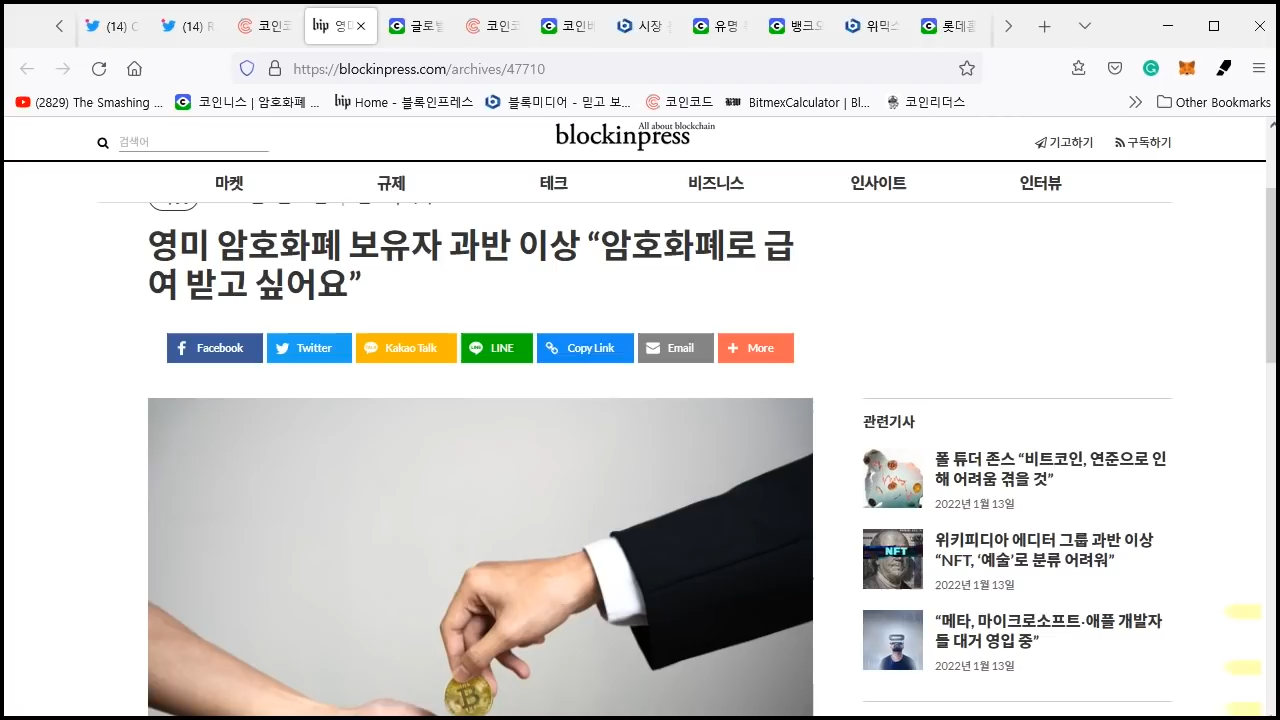 (14) C
(14) R
코인코
영미
글로벌
코인코
코인버
시장
유명
뱅크오
위믹스
롯데홈
https://blockinpress.com/archives/47710
(2829) The Smashing ...
코인니스 | 암호화폐 ...
bip Home - 블록인프레스
블록미디어 - 믿고 보...
코인코드
BitmexCalculator | Bl...
코인리더스
Other Bookmarks
검색어
All about blockchain
blockinpress
기고하기
구독하기
마켓
규제
테크
비즈니스
인사이트
인터뷰
영미 암호화폐 보유자 과반 이상 “암호화폐로 급
여 받고 싶어요”
Facebook
Twitter
Kakao Talk
LINE
Copy Link
Email
More
관련기사
폴 튜더 존스 “비트코인, 연준으로 인
해 어려움 겪을 것”
2022년 1월 13일
NFT
위키피디아 에디터 그룹 과반 이상
“NFT, ‘예술’로 분류 어려워”
2022년 1월 13일
“메타, 마이크로소프트·애플 개발자
들 대거 영입 중”
2022년 1월 13일